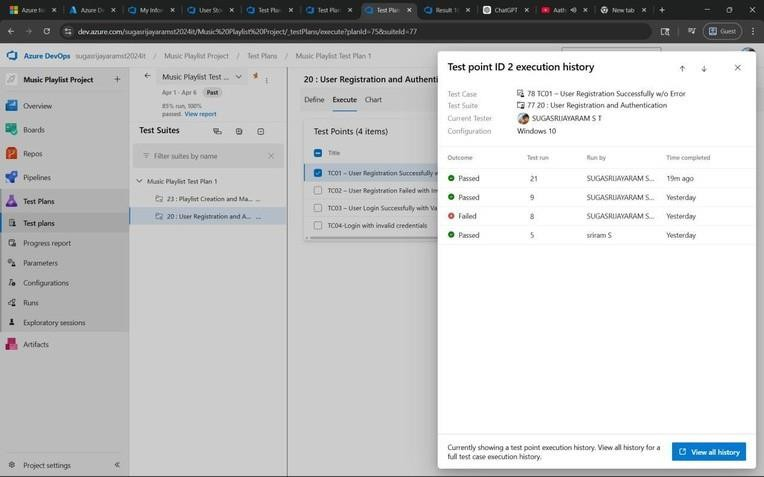 Azure for
Azure De
My Infor
User Stor
Test Plan
Test Plan
Test Plan
Result 10
ChatGPT
Aath
New tab
dev.azure.com/sugasrijayaramst2024it/Music%20Playlist%20Project/_testPlans/execute?planId=75&suiteId=77
Guest
Azure DevOps sugasrijayaramst2024it / Music Playlist Project / Test Plans / Music Playlist Test Plan 1
Music Playlist Project
Overview
Boards
Repos
Pipelines
Test Plans
Test plans
Progress report
Parameters
Configurations
Runs
Exploratory sessions
Artifacts
Project settings
Music Playlist Test ...
Apr 1 - Apr 6 Past
85% run, 100%
passed. View report
Test Suites
Filter suites by name
Music Playlist Test Plan 1
23 : Playlist Creation and Ma... ...
20 : User Registration and A... ...
20 : User Registration and Authenti
Define Execute Chart
Test Points (4 items)
Title
TC01 – User Registration Successfully w
TC02 – User Registration Failed with Im
TC03 – User Login Successfully with Va
TC04-Login with invalid credentials
Test point ID 2 execution history
Test Case 78 TC01 – User Registration Successfully w/o Error
Test Suite 77 20 : User Registration and Authentication
Current Tester SUGASRIJAYARAM S T
Configuration Windows 10
Outcome Test run Run by Time completed
Passed 21 SUGASRIJAYARAM S... 19m ago
Passed 9 SUGASRIJAYARAM S... Yesterday
Failed 8 SUGASRIJAYARAM S... Yesterday
Passed 5 sriram S Yesterday
Currently showing a test point execution history. View all history for a
full test case execution history.
View all history